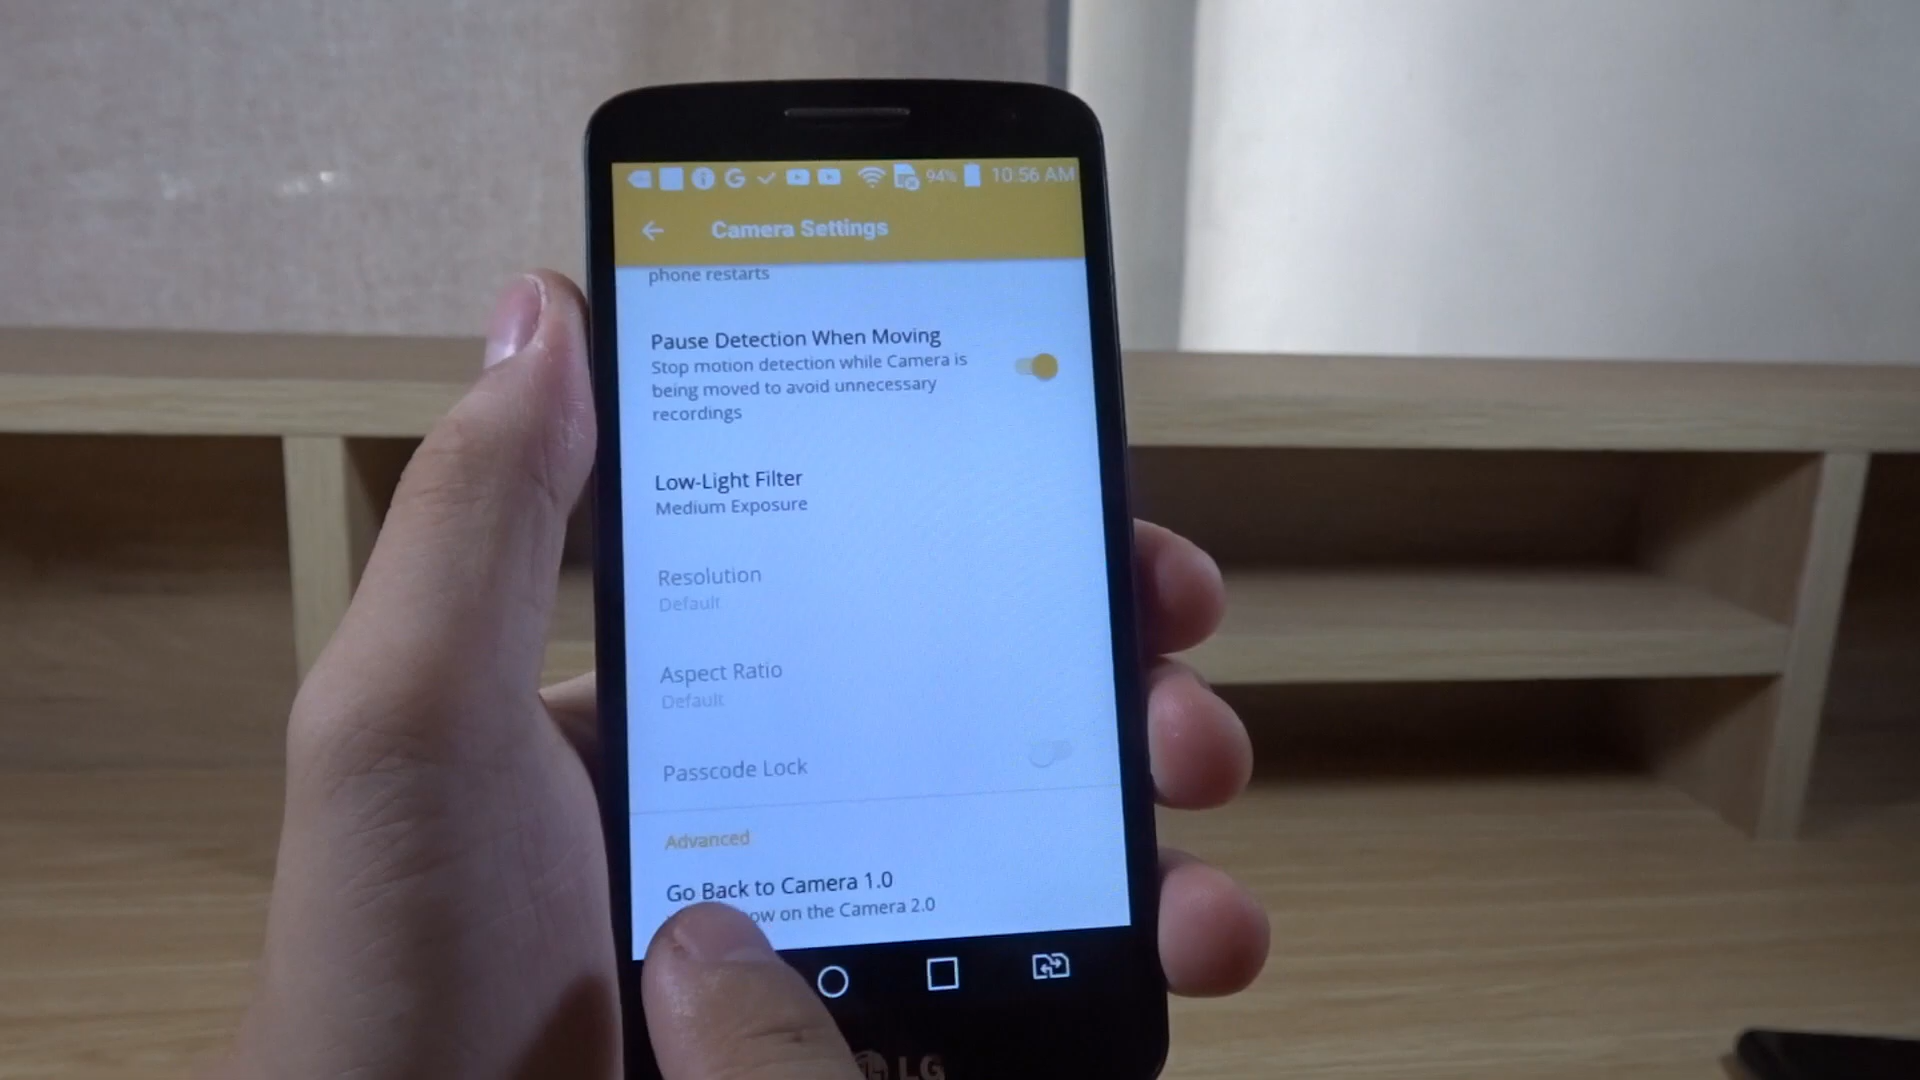 94% 10:56 AM
Camera Settings
phone restarts
Pause Detection When Moving
Stop motion detection while Camera is
being moved to avoid unnecessary
recordings
Low-Light Filter
Medium Exposure
Resolution
Default
Aspect Ratio
Default
Passcode Lock
Advanced
Go Back to Camera 1.0
on the Camera 2.0
LG